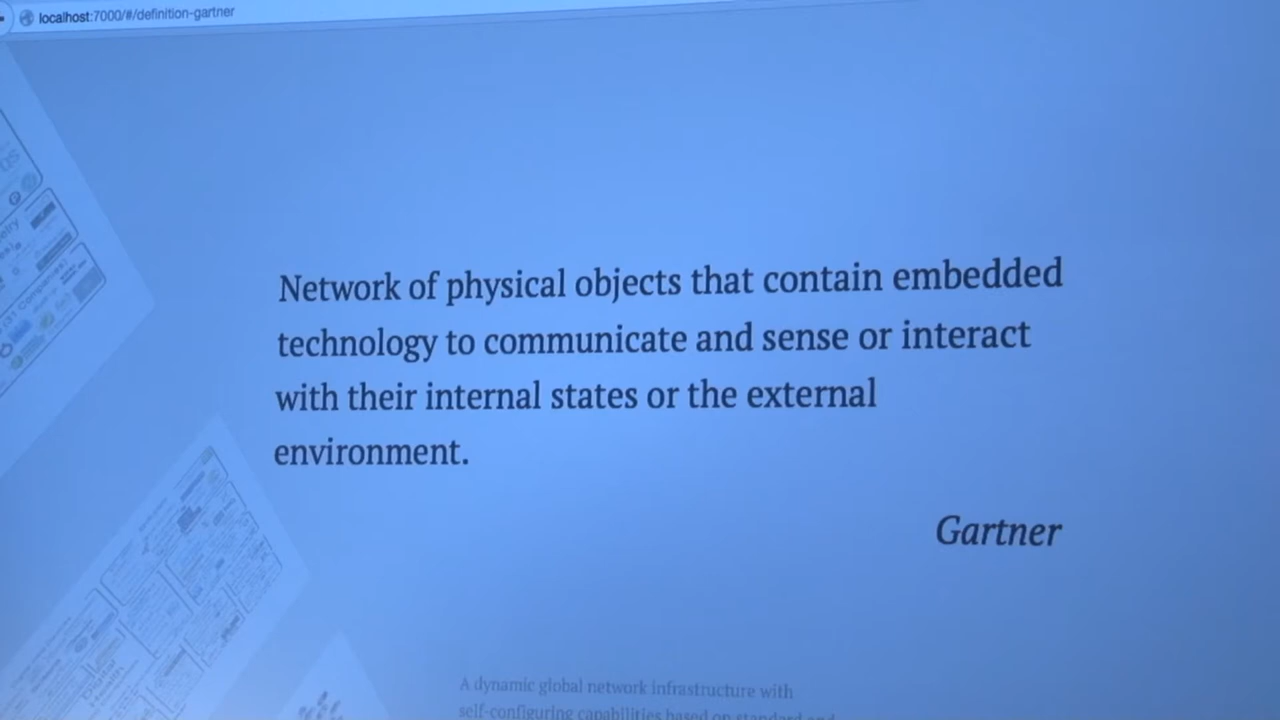 localhost:7000/#/definition-gartner
Network of physical objects that contain embedded
technology to communicate and sense or interact
with their internal states or the external
environment.
Gartner
A dynamic global network infrastructure with
self-configuring capabilities based on standard and